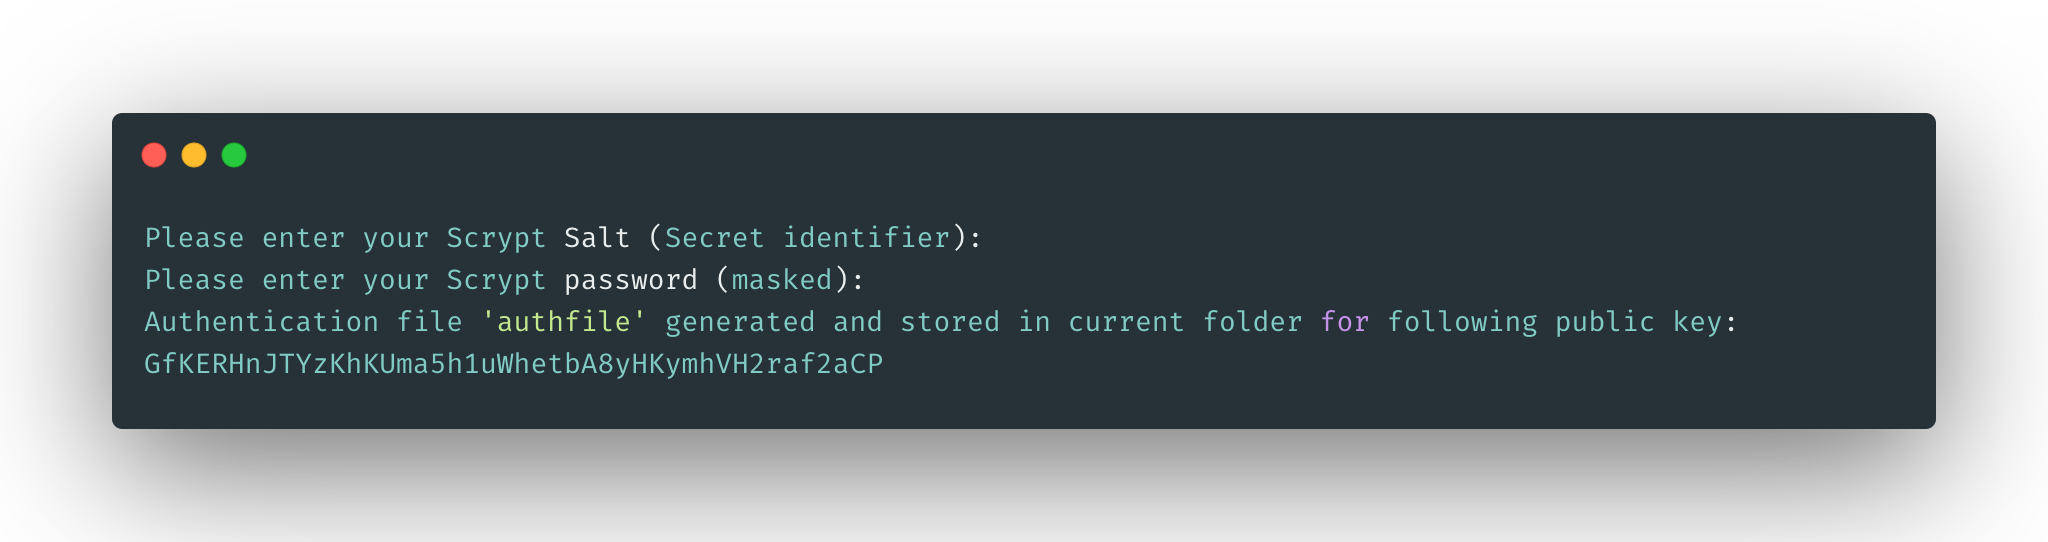 Please enter your Scrypt Salt (Secret identifier):
Please enter your Scrypt password (masked):
Authentication file 'authfile' generated and stored in current folder for following public key:
GfKERHnJTYzKhKUma5h1uWhetbA8yHKymhVH2raf2aCP